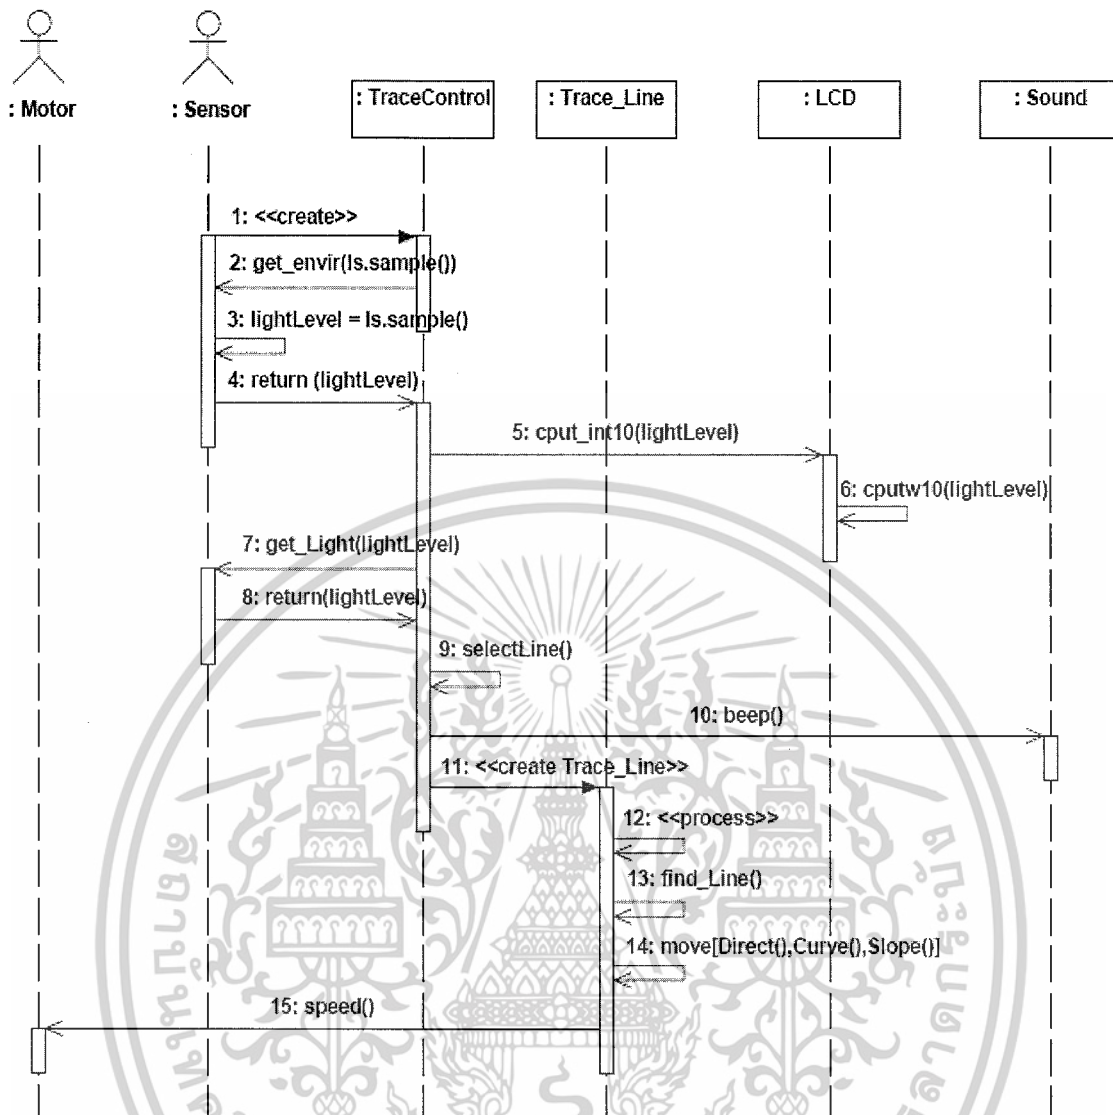 : Motor
: Sensor
: TraceControl
: Trace_Line
: LCD
: Sound
1: <<create>>
2: get_envir(ls.sample())
3: lightLevel = ls.sample()
4: return (lightLevel)
5: cput_int10(lightLevel)
6: cputw10(lightLevel)
7: get_Light(lightLevel)
8: return(lightLevel)
9: selectLine()
10: beep()
11: <<create Trace_Line>>
12: <<process>>
13: find_Line()
14: move[Direct(),Curve(),Slope()]
15: speed()